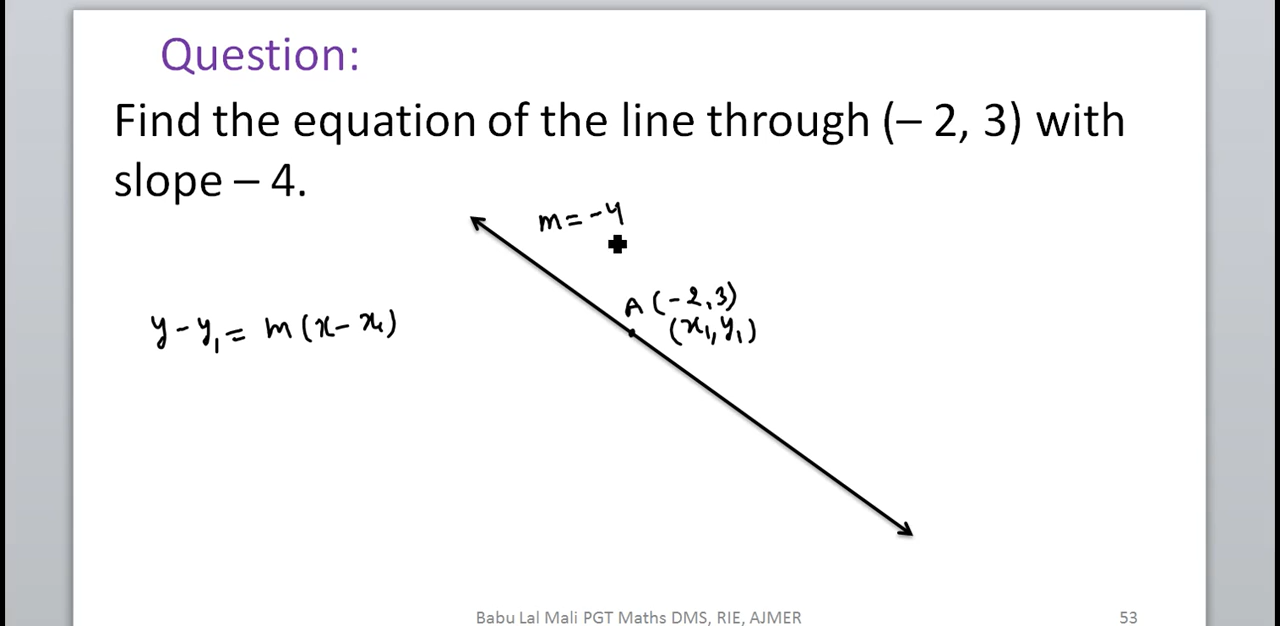 Question:
Find the equation of the line through (– 2, 3) with
slope – 4.
m = -4
A (-2, 3)
(x₁, y₁)
y - y₁ = m (x - x₁)
Babu Lal Mali PGT Maths DMS, RIE, AJMER
53